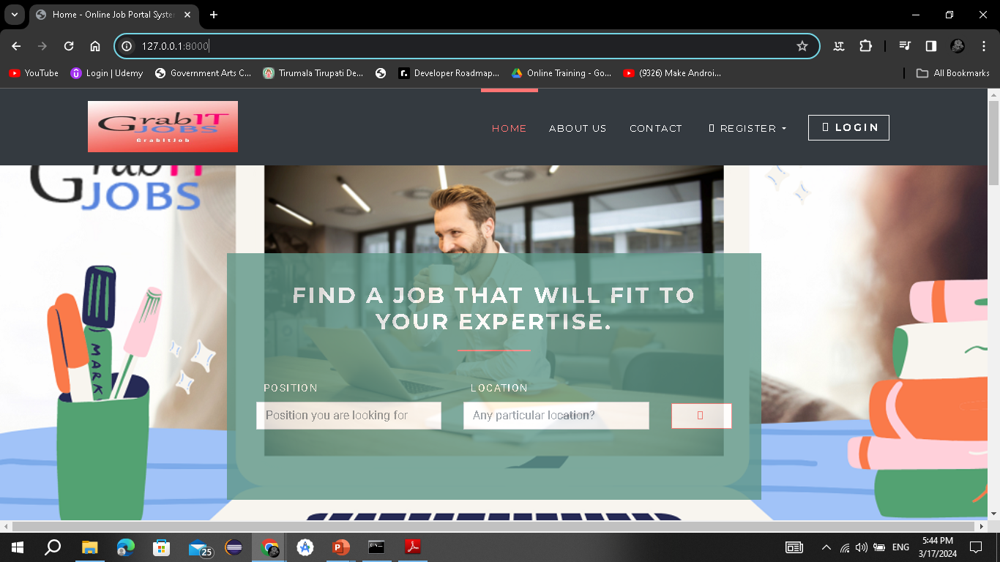 Home - Online Job Portal Syste
127.0.0.1:8000
YouTube
Login | Udemy
Government Arts C...
Tirumala Tirupati De...
Developer Roadmap...
Online Training - Go...
(9326) Make Androi...
All Bookmarks
GrabIT
JOBS
GrabItJob
HOME
ABOUT US
CONTACT
REGISTER
LOGIN
GrabIT
JOBS
FIND A JOB THAT WILL FIT TO
YOUR EXPERTISE.
MARK
POSITION
LOCATION
Position you are looking for
Any particular location?
25
ENG
5:44 PM
3/17/2024